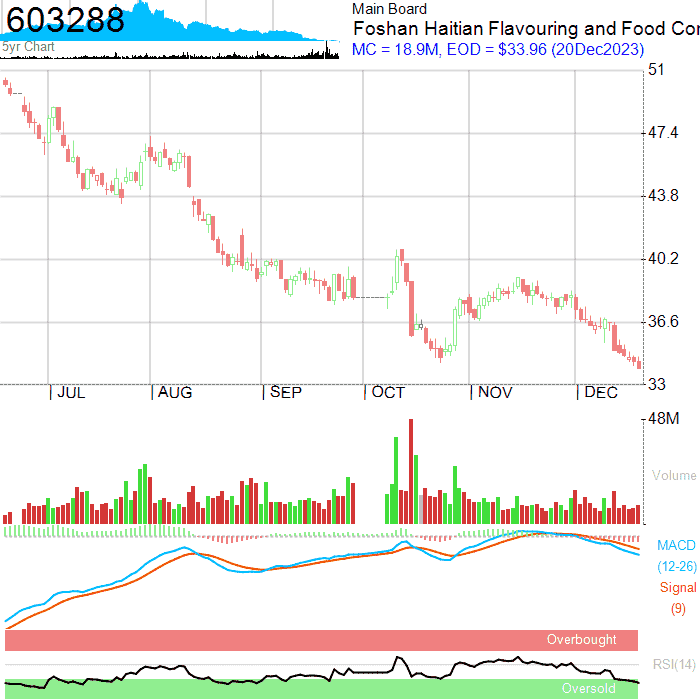 603288
5yr Chart
Main Board
Foshan Haitian Flavouring and Food Cor
MC = 18.9M, EOD = $33.96 (20Dec2023)
51
47.4
43.8
40.2
36.6
33
JUL AUG SEP OCT NOV DEC
48M
Volume
MACD
(12-26)
Signal
(9)
Overbought
RSI(14)
Oversold